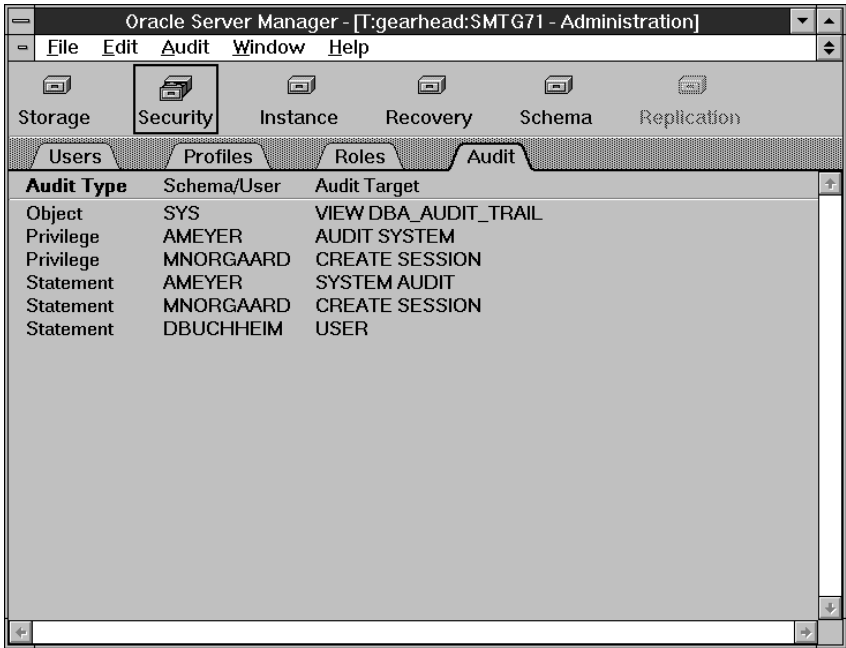 Oracle Server Manager - [T:gearhead:SMTG71 - Administration]
File Edit Audit Window Help
Storage Security Instance Recovery Schema Replication
Users Profiles Roles Audit
Audit Type Schema/User Audit Target
Object SYS VIEW DBA_AUDIT_TRAIL
Privilege AMEYER AUDIT SYSTEM
Privilege MNORGAARD CREATE SESSION
Statement AMEYER SYSTEM AUDIT
Statement MNORGAARD CREATE SESSION
Statement DBUCHHEIM USER